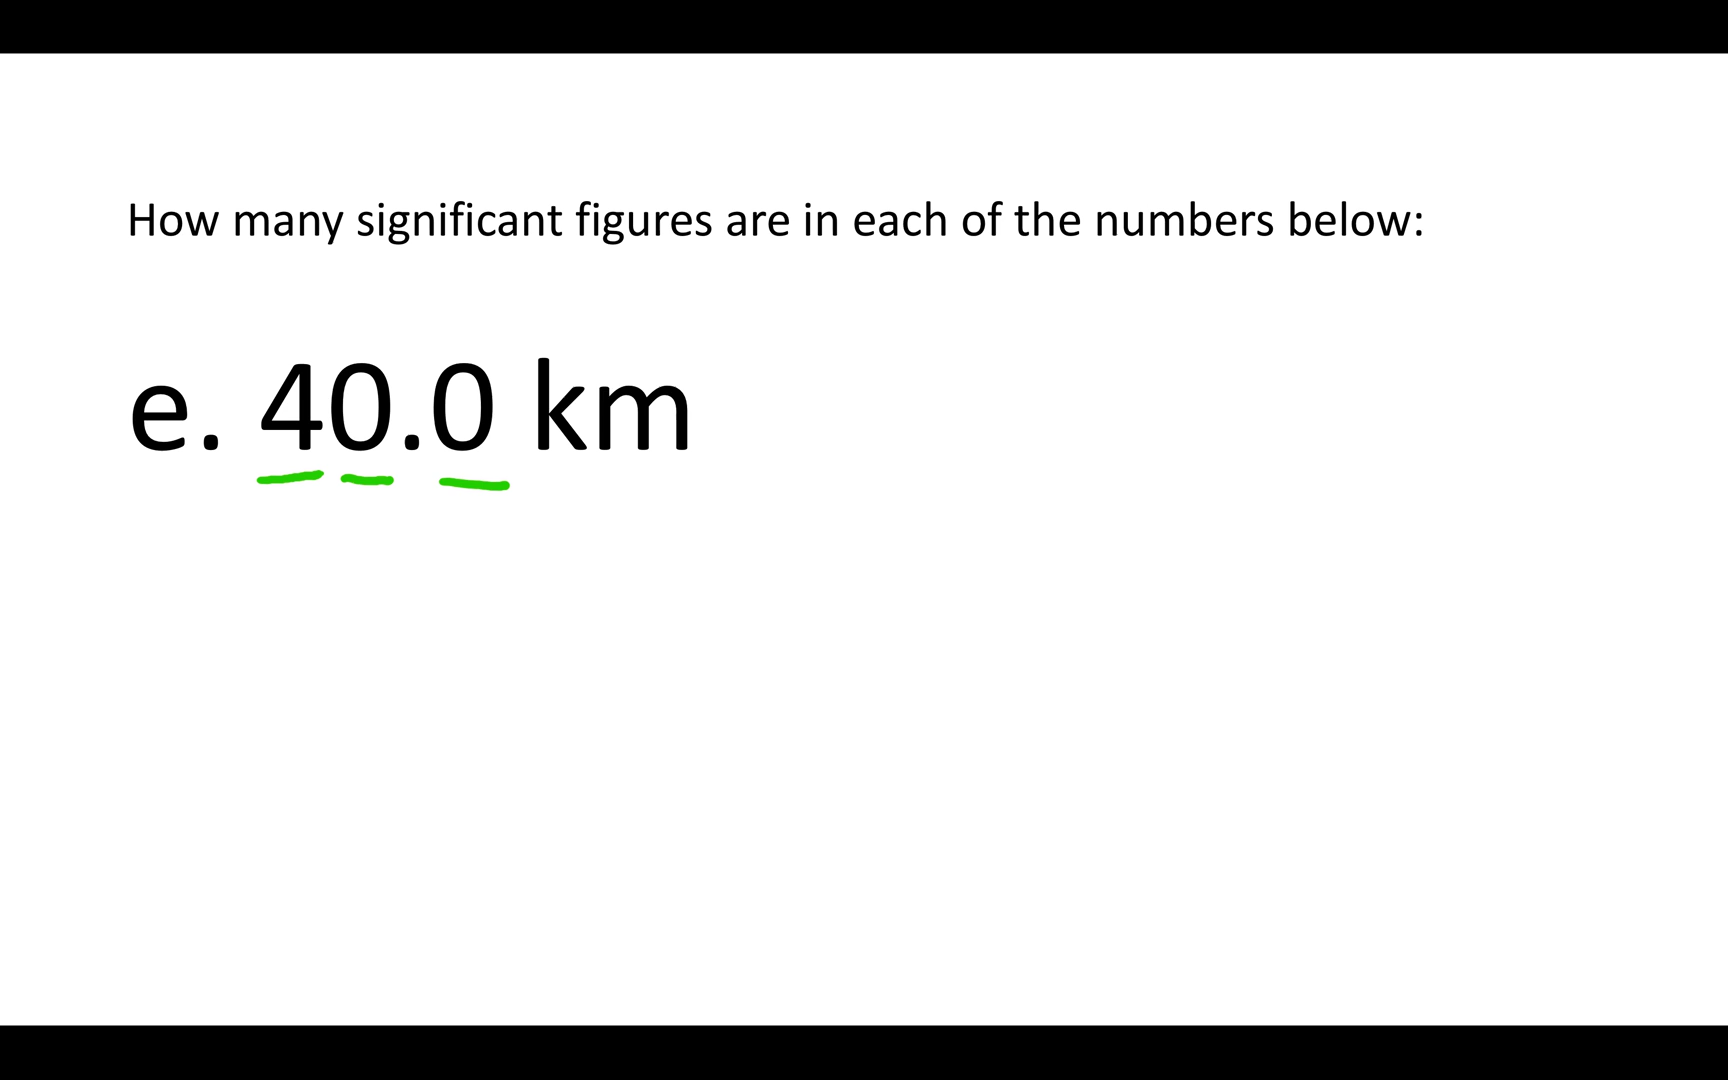 How many significant figures are in each of the numbers below:
e. 40.0 km